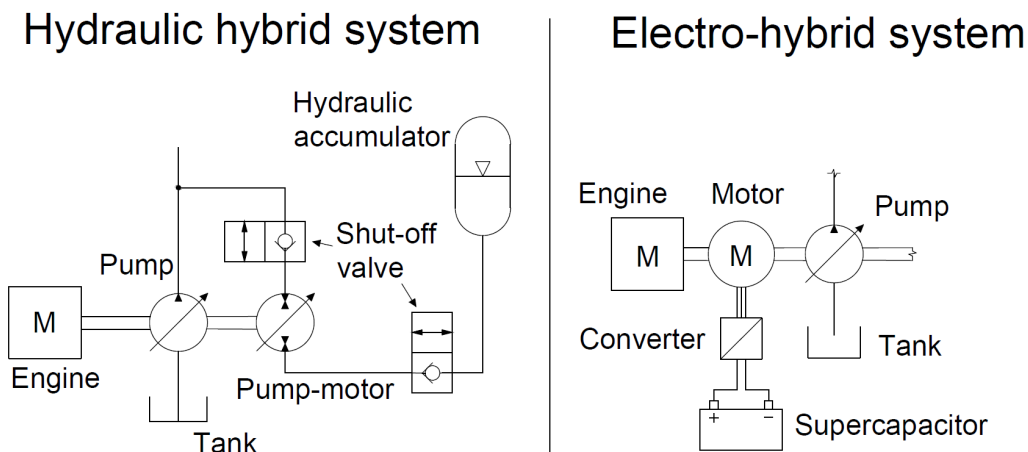 Hydraulic hybrid system
Hydraulic
accumulator
Shut-off
valve
Pump
M
Engine
Pump-motor
Tank
Electro-hybrid system
Engine
Motor
Pump
M
M
Converter
Tank
+ −
Supercapacitor